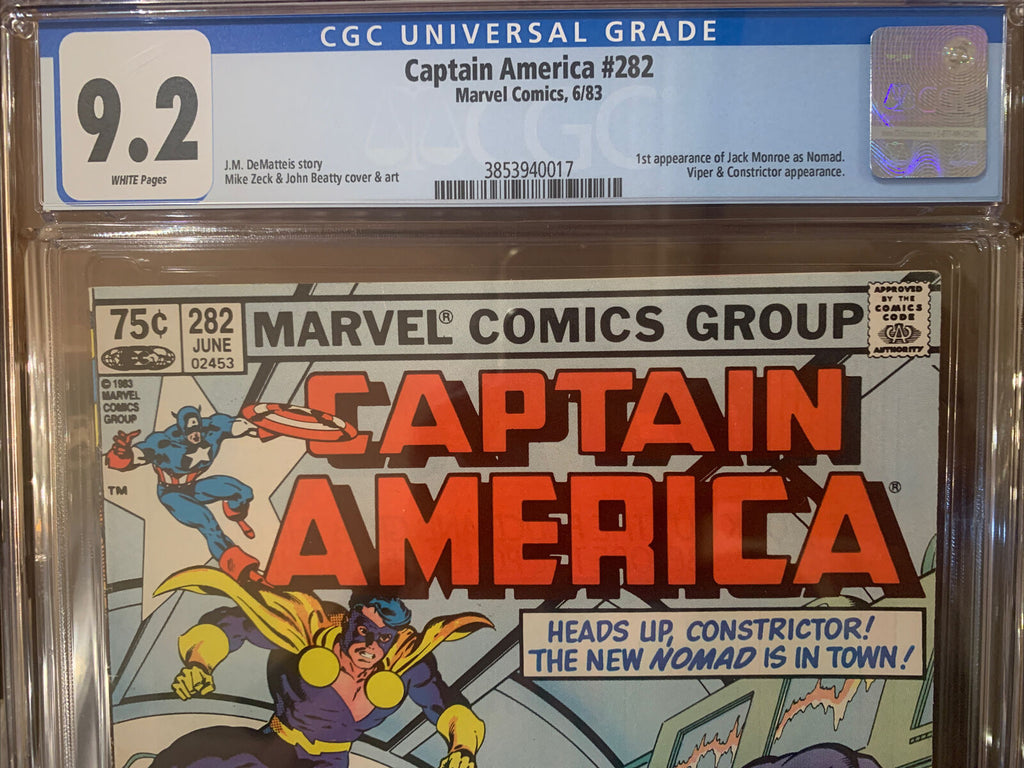 CGC UNIVERSAL GRADE
9.2
WHITE Pages
Captain America #282
Marvel Comics, 6/83
J.M. DeMatteis story
Mike Zeck & John Beatty cover & art
3853940017
1st appearance of Jack Monroe as Nomad.
Viper & Constrictor appearance.
75¢
282
JUNE
02453
MARVEL® COMICS GROUP
APPROVED
BY THE
COMICS
CODE
CA
AUTHORITY
© 1983
MARVEL
COMICS
GROUP
TM
CAPTAIN
AMERICA®
HEADS UP, CONSTRICTOR!
THE NEW NOMAD IS IN TOWN!